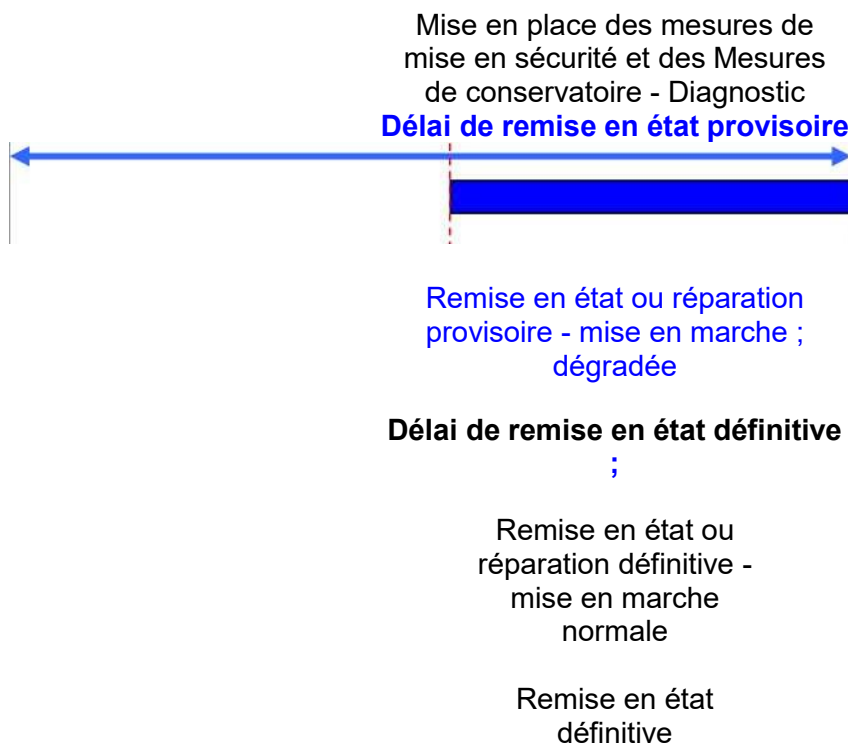 Mise en place des mesures de
mise en sécurité et des Mesures
de conservatoire - Diagnostic
Délai de remise en état provisoire
Remise en état ou réparation
provisoire - mise en marche ;
dégradée
Délai de remise en état définitive
;
Remise en état ou
réparation définitive -
mise en marche
normale
Remise en état
définitive